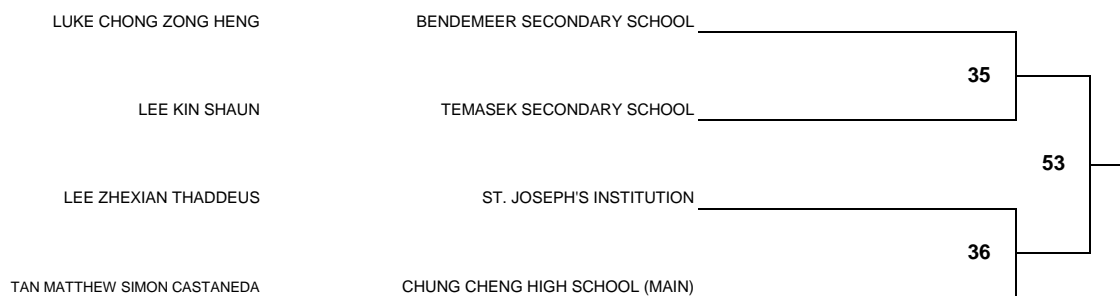 LUKE CHONG ZONG HENG BENDEMEER SECONDARY SCHOOL
35
LEE KIN SHAUN TEMASEK SECONDARY SCHOOL
53
LEE ZHEXIAN THADDEUS ST. JOSEPH'S INSTITUTION
36
TAN MATTHEW SIMON CASTANEDA CHUNG CHENG HIGH SCHOOL (MAIN)